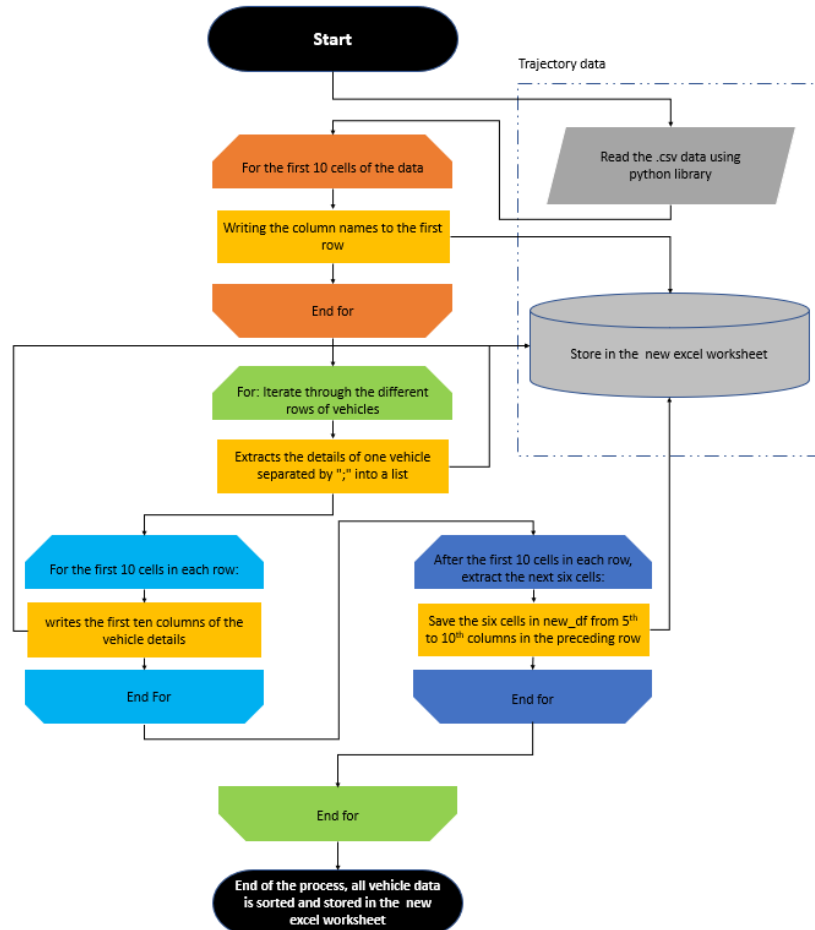 Start
Trajectory data
Read the .csv data using
python library
For the first 10 cells of the data
Writing the column names to the first
row
End for
Store in the new excel worksheet
For: Iterate through the different
rows of vehicles
Extracts the details of one vehicle
separated by ";" into a list
For the first 10 cells in each row:
writes the first ten columns of the
vehicle details
End For
After the first 10 cells in each row,
extract the next six cells:
Save the six cells in new_df from 5th
to 10th columns in the preceding row
End for
End for
End of the process, all vehicle data
is sorted and stored in the new
excel worksheet